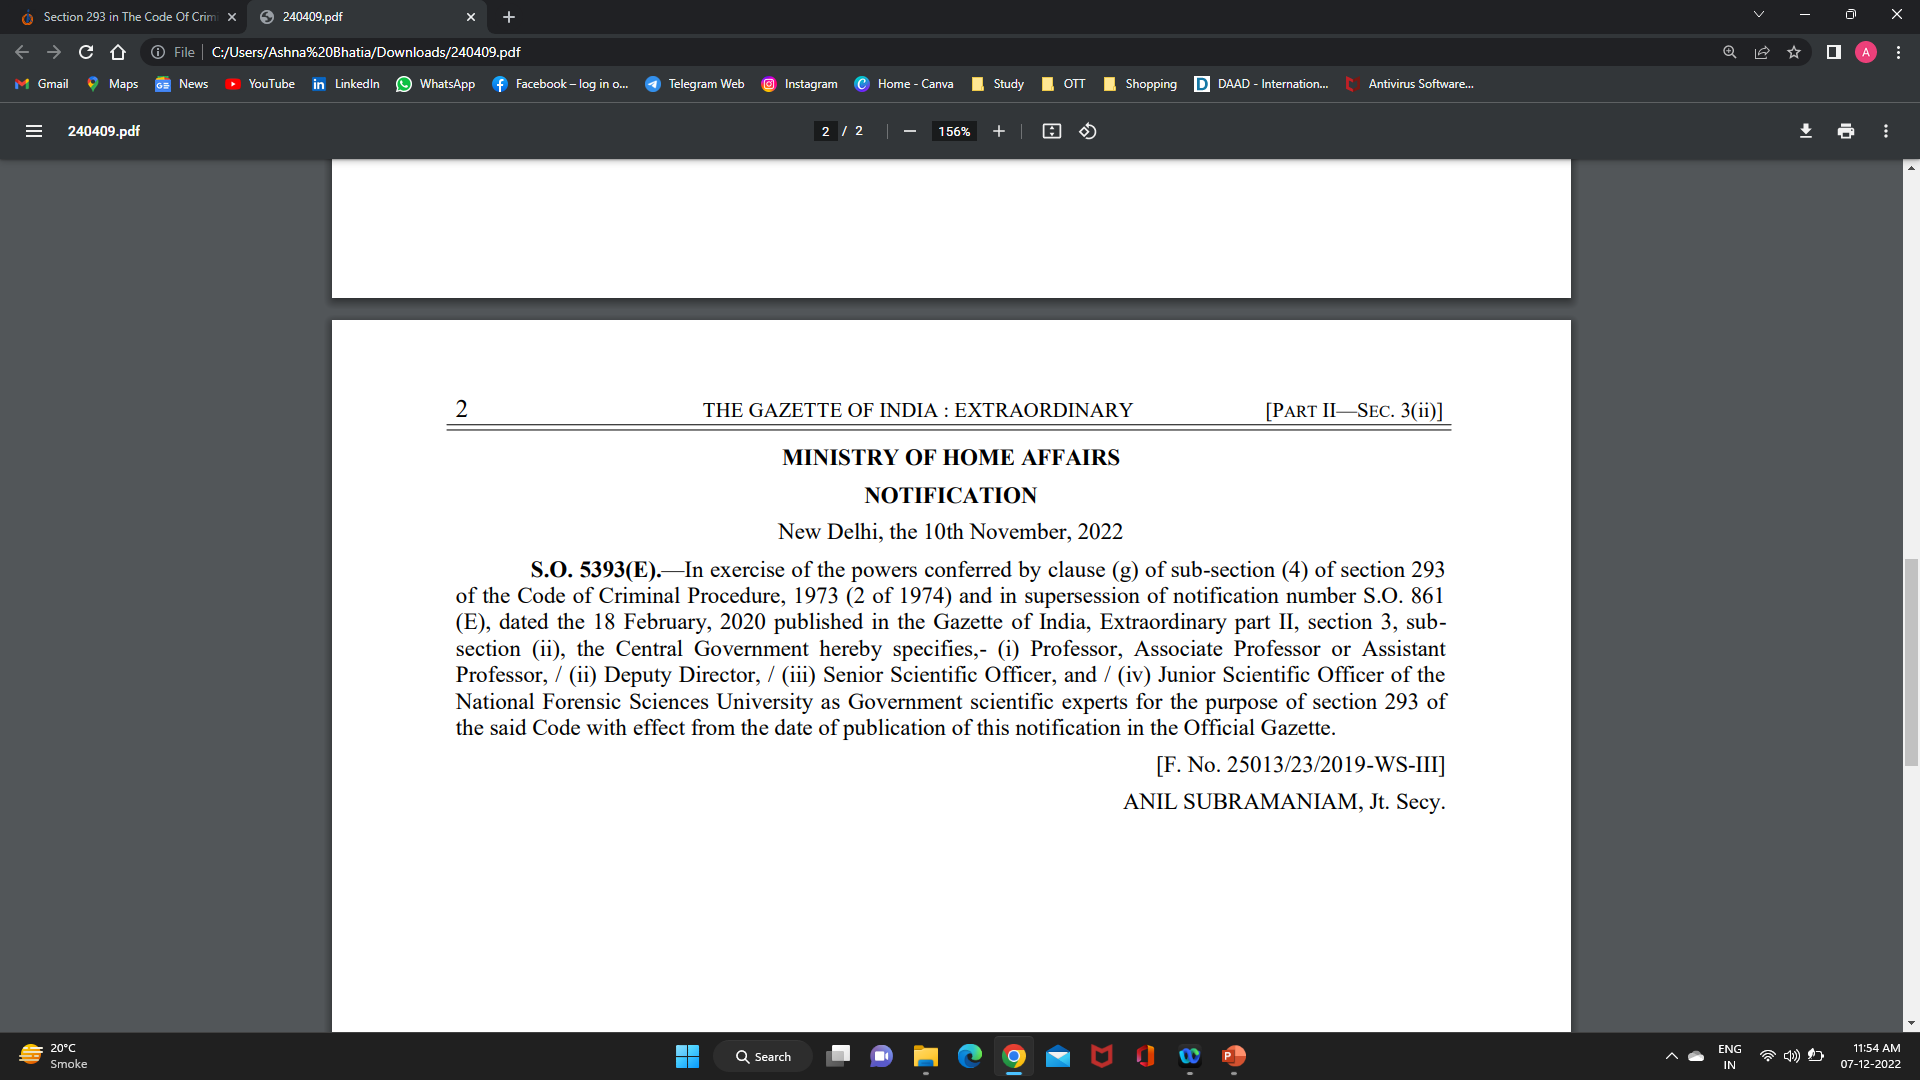 Section 293 in The Code Of Crim
240409.pdf
File
C:/Users/Ashna%20Bhatia/Downloads/240409.pdf
A
Gmail
Maps
News
YouTube
LinkedIn
WhatsApp
Facebook – log in o...
Telegram Web
Instagram
Home - Canva
Study
OTT
Shopping
DAAD - Internation...
Antivirus Software...
240409.pdf
2 / 2
156%
2 THE GAZETTE OF INDIA : EXTRAORDINARY [PART II—SEC. 3(ii)]
MINISTRY OF HOME AFFAIRS
NOTIFICATION
New Delhi, the 10th November, 2022
S.O. 5393(E).—In exercise of the powers conferred by clause (g) of sub-section (4) of section 293
of the Code of Criminal Procedure, 1973 (2 of 1974) and in supersession of notification number S.O. 861
(E), dated the 18 February, 2020 published in the Gazette of India, Extraordinary part II, section 3, sub-
section (ii), the Central Government hereby specifies,- (i) Professor, Associate Professor or Assistant
Professor, / (ii) Deputy Director, / (iii) Senior Scientific Officer, and / (iv) Junior Scientific Officer of the
National Forensic Sciences University as Government scientific experts for the purpose of section 293 of
the said Code with effect from the date of publication of this notification in the Official Gazette.
[F. No. 25013/23/2019-WS-III]
ANIL SUBRAMANIAM, Jt. Secy.
20°C
Smoke
Search
ENG
IN
11:54 AM
07-12-2022